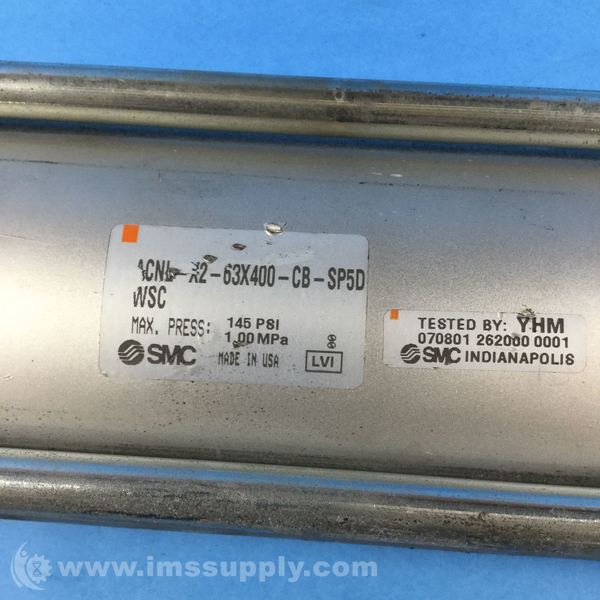 -63X400-CB-SP5D
WSC
MAX. PRESS: 145 PSI
1.00 MPa
SMC MADE IN USA LVI 00
TESTED BY: YHM
070801 262000 0001
SMC INDIANAPOLIS
www.imssupply.com